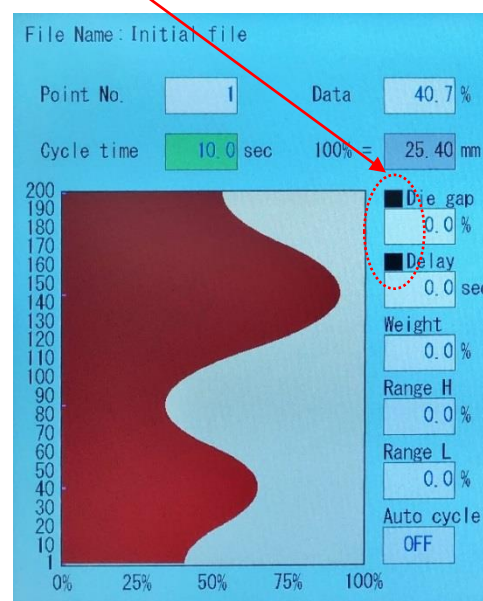 File Name:Initial file
Point No. 1 Data 40.7 %
Cycle time 10.0 sec 100% = 25.40 mm
Die gap
0.0 %
Delay
0.0 sec
Weight
0.0 %
Range H
0.0 %
Range L
0.0 %
Auto cycle
OFF
200
190
180
170
160
150
140
130
120
110
100
90
80
70
60
50
40
30
20
10
1
0% 25% 50% 75% 100%